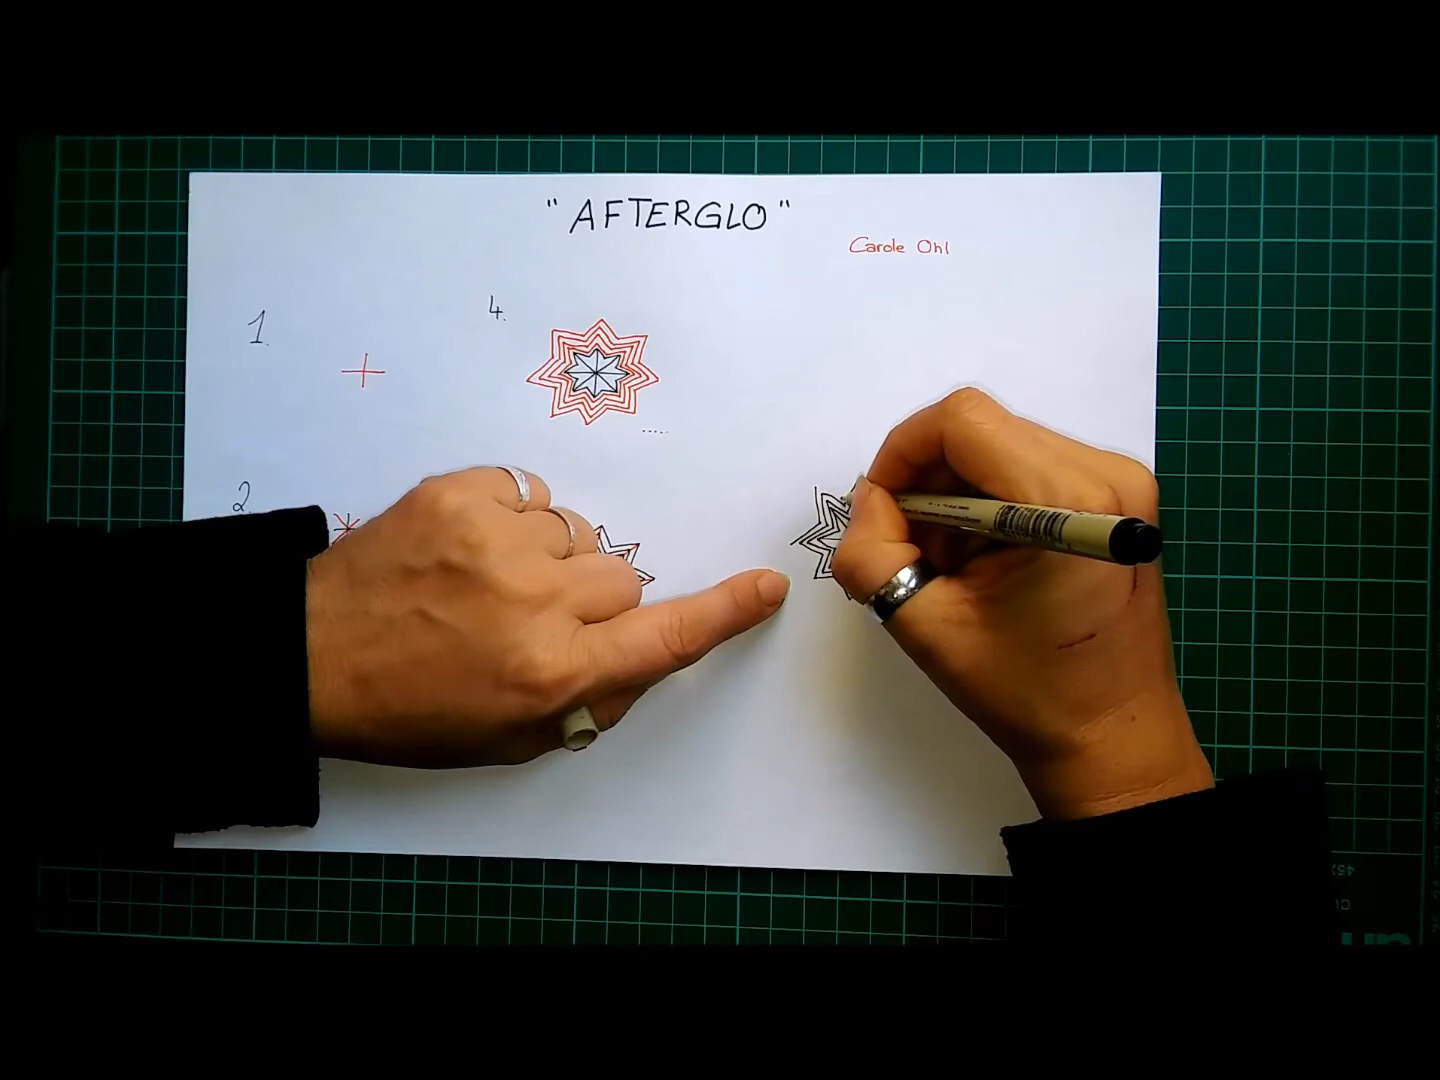 " AFTERGLO "
Carole Ohl
1.
4.
.....
2.